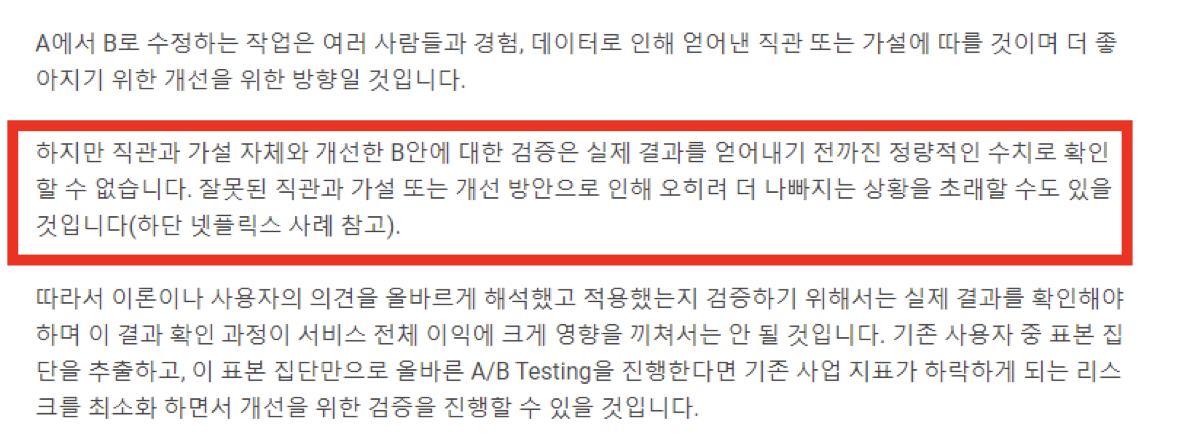 A에서 B로 수정하는 작업은 여러 사람들과 경험, 데이터로 인해 얻어낸 직관 또는 가설에 따를 것이며 더 좋
아지기 위한 개선을 위한 방향일 것입니다.
하지만 직관과 가설 자체와 개선한 B안에 대한 검증은 실제 결과를 얻어내기 전까진 정량적인 수치로 확인
할 수 없습니다. 잘못된 직관과 가설 또는 개선 방안으로 인해 오히려 더 나빠지는 상황을 초래할 수도 있을
것입니다(하단 넷플릭스 사례 참고).
따라서 이론이나 사용자의 의견을 올바르게 해석했고 적용했는지 검증하기 위해서는 실제 결과를 확인해야
하며 이 결과 확인 과정이 서비스 전체 이익에 크게 영향을 끼쳐서는 안 될 것입니다. 기존 사용자 중 표본 집
단을 추출하고, 이 표본 집단만으로 올바른 A/B Testing을 진행한다면 기존 사업 지표가 하락하게 되는 리스
크를 최소화 하면서 개선을 위한 검증을 진행할 수 있을 것입니다.